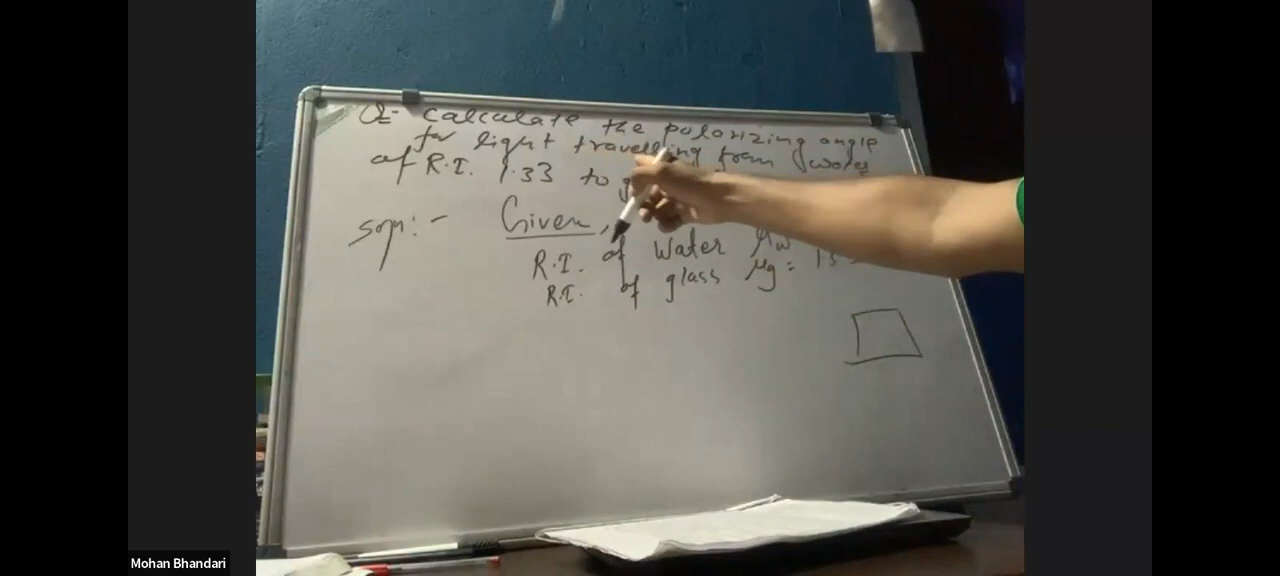 Q- calculate the polarizing angle
for light travelling from water
of R.I. 1.33 to
Soln:- Given,
R.I. of water μw
R.I. of glass μg =
Mohan Bhandari